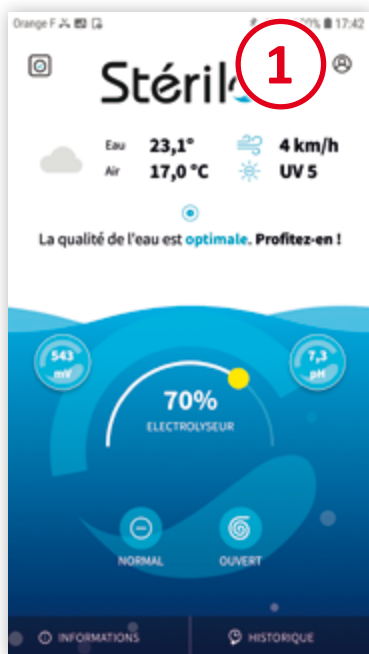 Orange F 17:42
1
Stéril
Eau 23,1° 4 km/h
Air 17,0 °C UV 5
La qualité de l'eau est optimale. Profitez-en !
543 mV
7,3 pH
70%
ELECTROLYSEUR
NORMAL OUVERT
INFORMATIONS HISTORIQUE